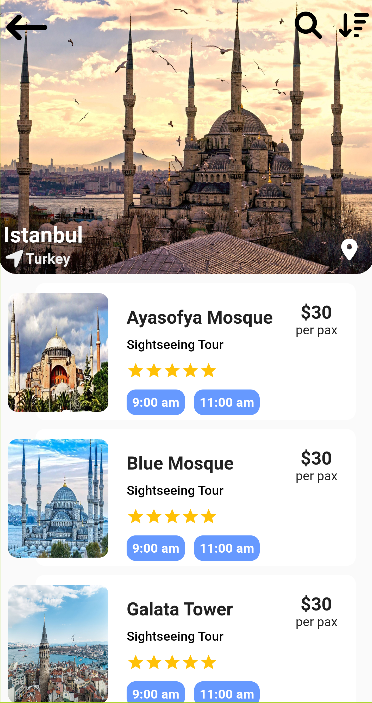 Istanbul
Turkey
Ayasofya Mosque
$30
per pax
Sightseeing Tour
9:00 am
11:00 am
Blue Mosque
$30
per pax
Sightseeing Tour
9:00 am
11:00 am
Galata Tower
$30
per pax
Sightseeing Tour
9:00 am
11:00 am